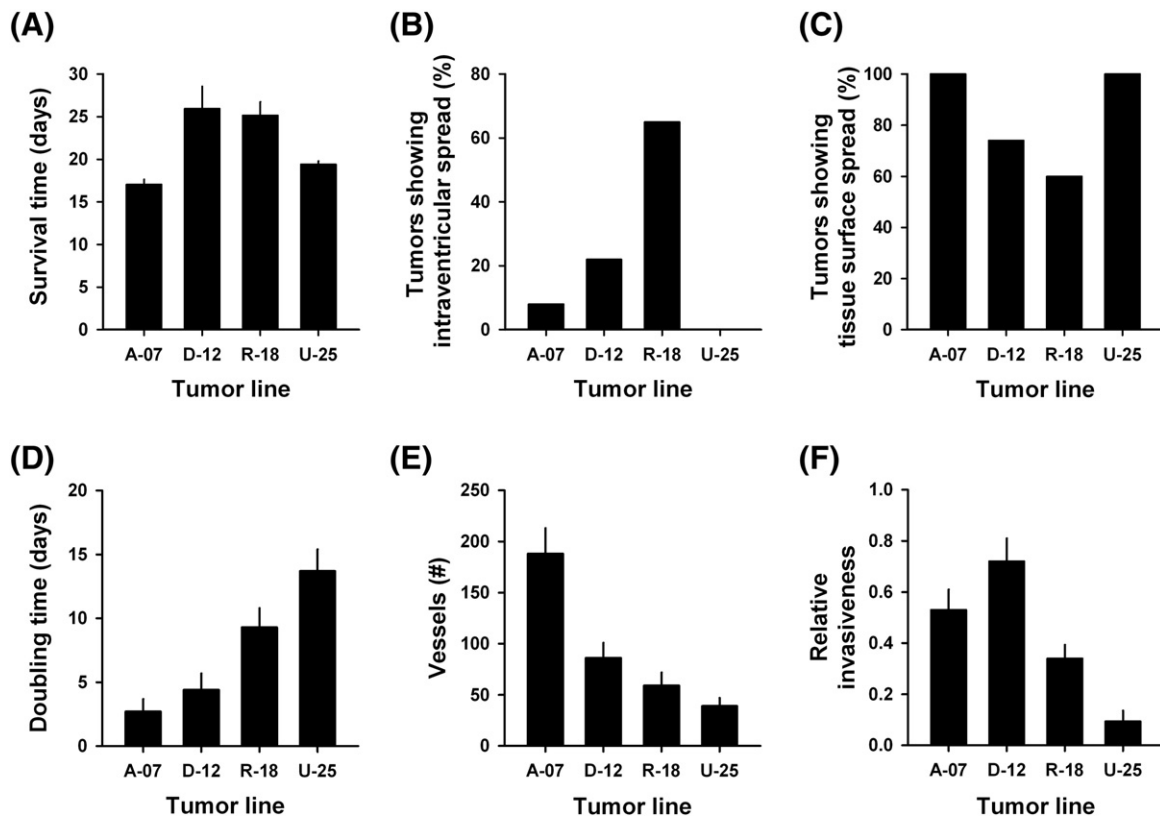 (A)
Survival time (days)
30
25
20
15
10
5
0
A-07 D-12 R-18 U-25
Tumor line
(B)
Tumors showing
intraventricular spread (%)
80
60
40
20
0
A-07 D-12 R-18 U-25
Tumor line
(C)
Tumors showing
tissue surface spread (%)
100
80
60
40
20
0
A-07 D-12 R-18 U-25
Tumor line
(D)
Doubling time (days)
20
15
10
5
0
A-07 D-12 R-18 U-25
Tumor line
(E)
Vessels (#)
250
200
150
100
50
0
A-07 D-12 R-18 U-25
Tumor line
(F)
Relative
invasiveness
1.0
0.8
0.6
0.4
0.2
0.0
A-07 D-12 R-18 U-25
Tumor line